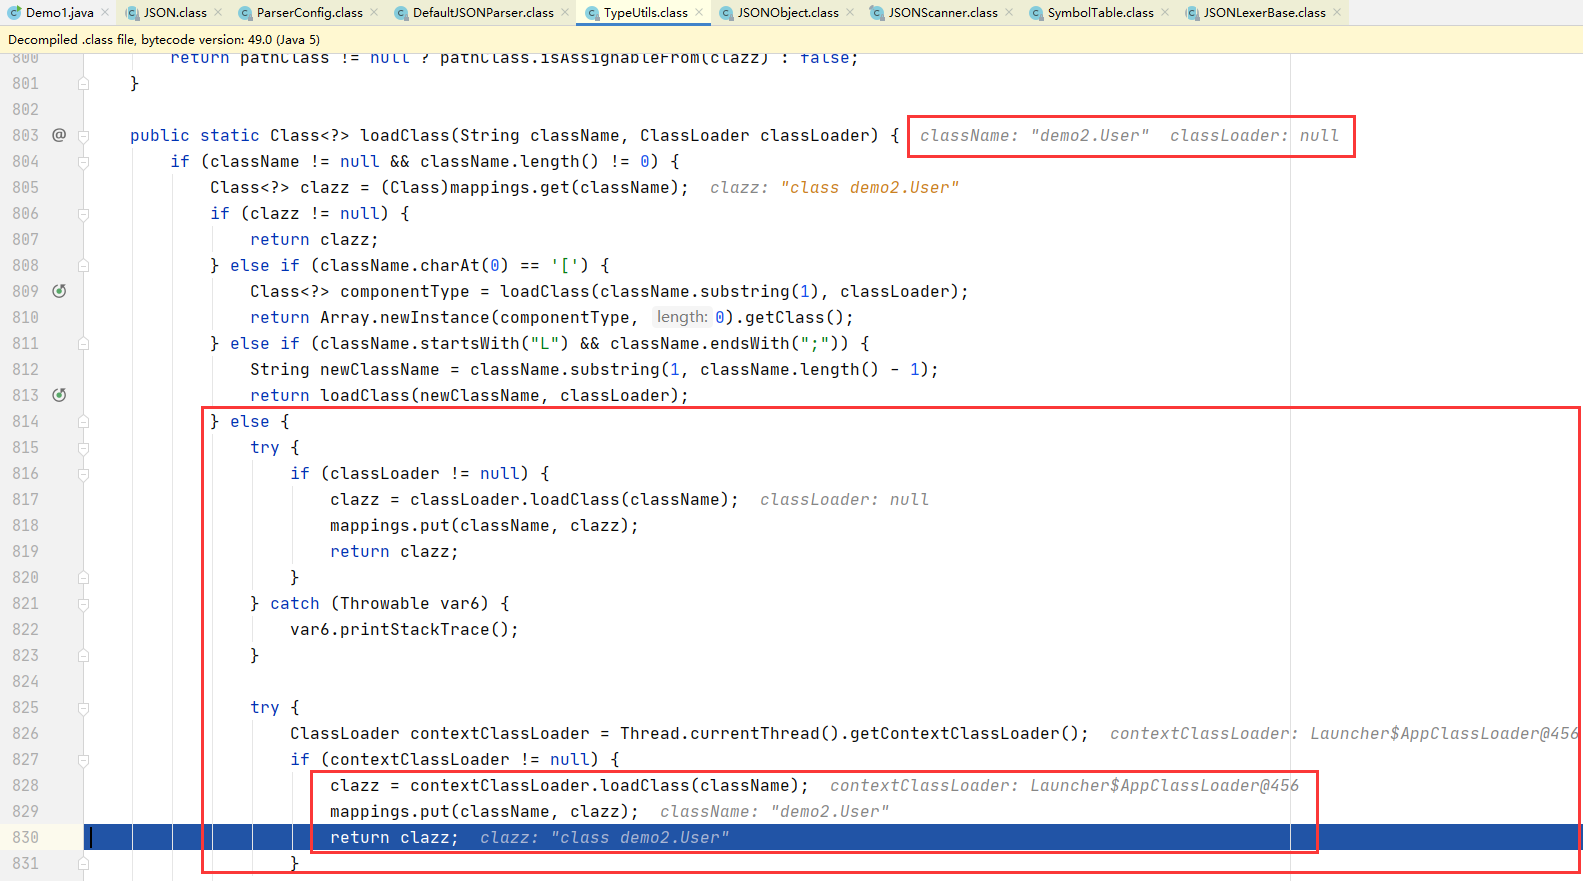 Demo1.java JSON.class ParserConfig.class DefaultJSONParser.class TypeUtils.class JSONObject.class JSONScanner.class SymbolTable.class JSONLexerBase.class
Decompiled .class file, bytecode version: 49.0 (Java 5)
800 return pathClass != null ? pathClass.isAssignableFrom(clazz) : false;
801 }
802
803 @ public static Class<?> loadClass(String className, ClassLoader classLoader) { className: "demo2.User" classLoader: null
804 if (className != null && className.length() != 0) {
805 Class<?> clazz = (Class)mappings.get(className); clazz: "class demo2.User"
806 if (clazz != null) {
807 return clazz;
808 } else if (className.charAt(0) == '[') {
809 Class<?> componentType = loadClass(className.substring(1), classLoader);
810 return Array.newInstance(componentType, length: 0).getClass();
811 } else if (className.startsWith("L") && className.endsWith(";")) {
812 String newClassName = className.substring(1, className.length() - 1);
813 return loadClass(newClassName, classLoader);
814 } else {
815 try {
816 if (classLoader != null) {
817 clazz = classLoader.loadClass(className); classLoader: null
818 mappings.put(className, clazz);
819 return clazz;
820 }
821 } catch (Throwable var6) {
822 var6.printStackTrace();
823 }
824
825 try {
826 ClassLoader contextClassLoader = Thread.currentThread().getContextClassLoader(); contextClassLoader: Launcher$AppClassLoader@456
827 if (contextClassLoader != null) {
828 clazz = contextClassLoader.loadClass(className); contextClassLoader: Launcher$AppClassLoader@456
829 mappings.put(className, clazz); className: "demo2.User"
830 return clazz; clazz: "class demo2.User"
831 }